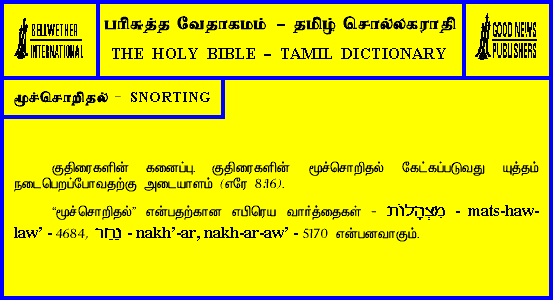 BELLWETHER
INTERNATIONAL
பரிசுத்த வேதாகமம் – தமிழ் சொல்லகராதி
THE HOLY BIBLE – TAMIL DICTIONARY
GOOD NEWS
PUBLISHERS
மூச்சொறிதல் – SNORTING
குதிரைகளின் கனைப்பு. குதிரைகளின் மூச்சொறிதல் கேட்கப்படுவது யுத்தம்
நடைபெறப்போவதற்கு அடையாளம் (எரே 8:16).
“மூச்சொறிதல்” என்பதற்கான எபிரெய வார்த்தைகள் - מִצְהָלוֹת - mats-haw-
law’ - 4684, נַחַר - nakh’-ar, nakh-ar-aw’ - 5170 என்பனவாகும்.